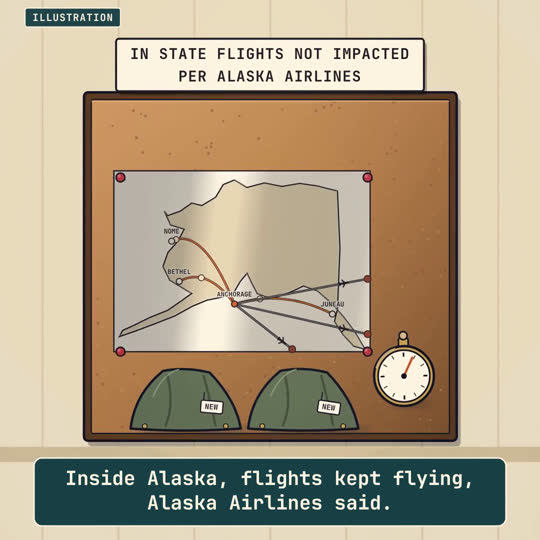 ILLUSTRATION
IN STATE FLIGHTS NOT IMPACTED
PER ALASKA AIRLINES
NOME
BETHEL
ANCHORAGE
JUNEAU
NEW
NEW
Inside Alaska, flights kept flying,
Alaska Airlines said.